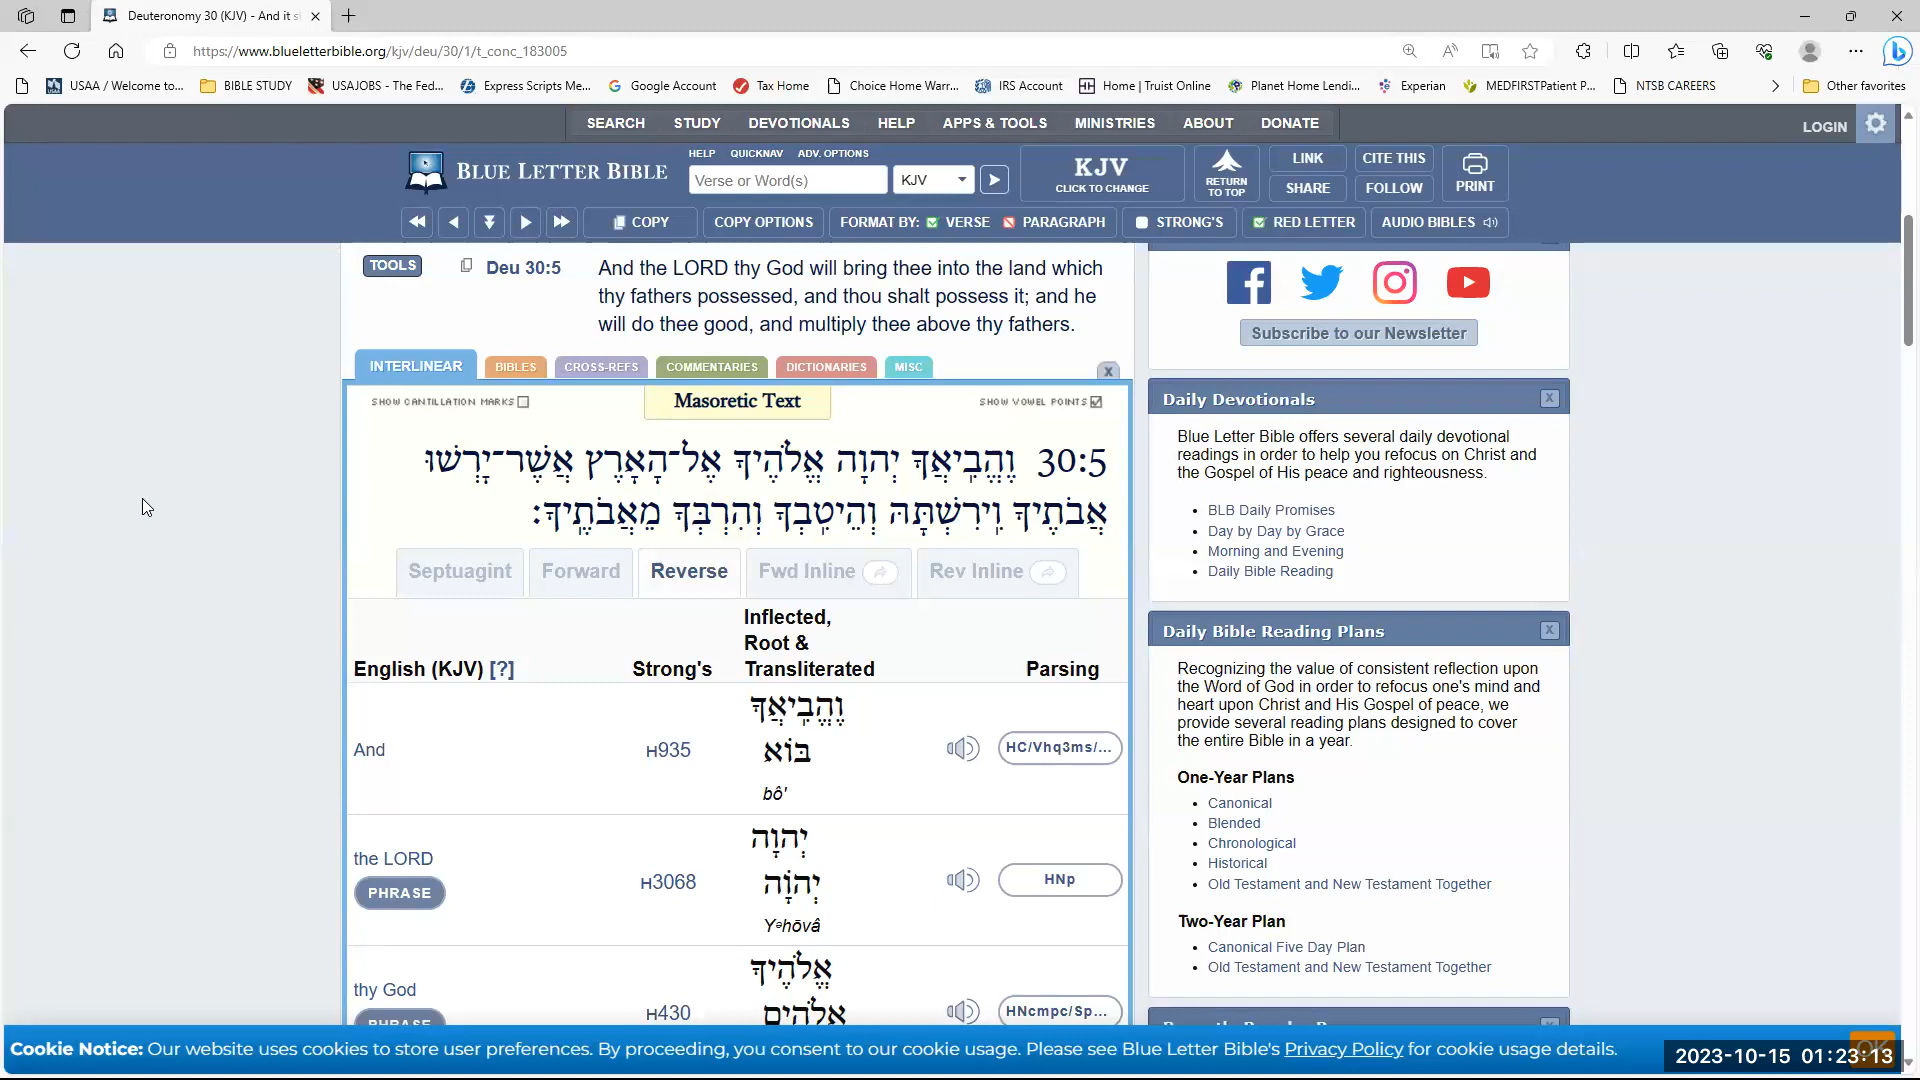 Deuteronomy 30 (KJV) - And it s
https://www.blueletterbible.org/kjv/deu/30/1/t_conc_183005
USAA / Welcome to...
BIBLE STUDY
USAJOBS - The Fed...
Express Scripts Me...
Google Account
Tax Home
Choice Home Warr...
IRS Account
Home | Truist Online
Planet Home Lendi...
Experian
MEDFIRSTPatient P...
NTSB CAREERS
Other favorites
SEARCH STUDY DEVOTIONALS HELP APPS & TOOLS MINISTRIES ABOUT DONATE
LOGIN
BLUE LETTER BIBLE
HELP QUICKNAV ADV. OPTIONS
Verse or Word(s)
KJV
KJV
CLICK TO CHANGE
RETURN
TO TOP
LINK
CITE THIS
SHARE
FOLLOW
PRINT
COPY
COPY OPTIONS
FORMAT BY: VERSE PARAGRAPH
STRONG'S
RED LETTER
AUDIO BIBLES
TOOLS
Deu 30:5
And the LORD thy God will bring thee into the land which
thy fathers possessed, and thou shalt possess it; and he
will do thee good, and multiply thee above thy fathers.
INTERLINEAR
BIBLES
CROSS-REFS
COMMENTARIES
DICTIONARIES
MISC
X
SHOW CANTILLATION MARKS
Masoretic Text
SHOW VOWEL POINTS
30:5 וֶהֱבִיאֲךָ יְהוָה אֱלֹהֶיךָ אֶל־הָאָרֶץ אֲשֶׁר־יָרְשׁוּ
אֲבֹתֶיךָ וִירִשְׁתָּהּ וְהֵיטִבְךָ וְהִרְבְּךָ מֵאֲבֹתֶיךָ׃
Septuagint
Forward
Reverse
Fwd Inline
Rev Inline
English (KJV) [?]
Strong's
Inflected,
Root &
Transliterated
Parsing
And
H935
וֶהֱבִיאֲךָ
בּוֹא
bô'
HC/Vhq3ms/...
the LORD
PHRASE
H3068
יְהוָה
יְהוָֹה
Yᵊhōvâ
HNp
thy God
PHRASE
H430
אֱלֹהֶיךָ
אֱלֹהִים
HNcmpc/Sp...
Subscribe to our Newsletter
Daily Devotionals
X
Blue Letter Bible offers several daily devotional
readings in order to help you refocus on Christ and
the Gospel of His peace and righteousness.
BLB Daily Promises
Day by Day by Grace
Morning and Evening
Daily Bible Reading
Daily Bible Reading Plans
X
Recognizing the value of consistent reflection upon
the Word of God in order to refocus one's mind and
heart upon Christ and His Gospel of peace, we
provide several reading plans designed to cover
the entire Bible in a year.
One-Year Plans
Canonical
Blended
Chronological
Historical
Old Testament and New Testament Together
Two-Year Plan
Canonical Five Day Plan
Old Testament and New Testament Together
Cookie Notice: Our website uses cookies to store user preferences. By proceeding, you consent to our cookie usage. Please see Blue Letter Bible's Privacy Policy for cookie usage details.
OK
2023-10-15 01:23:13